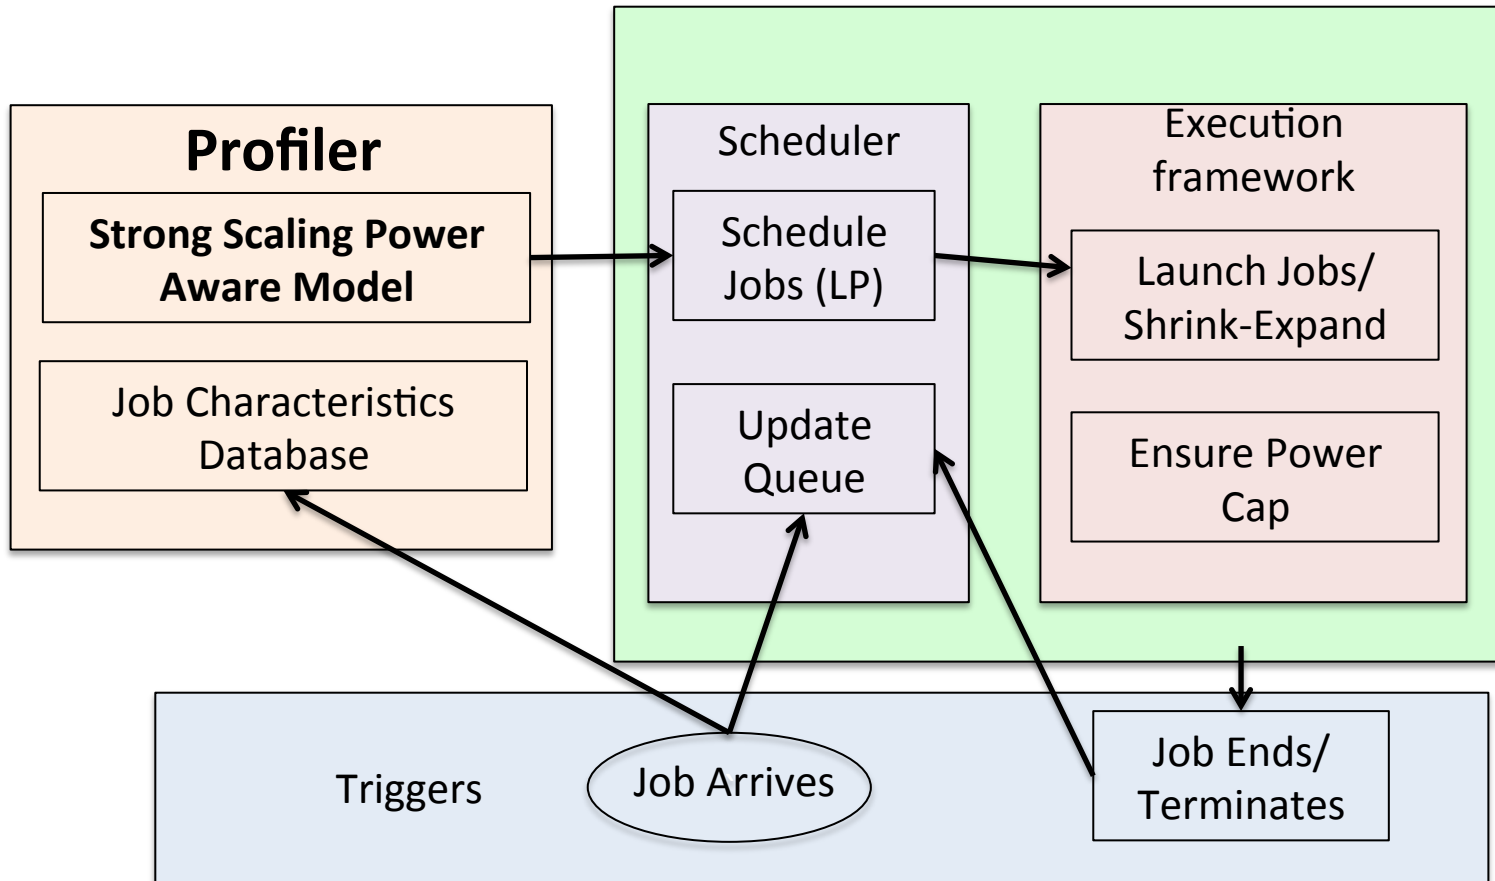 Profiler
Strong Scaling Power
Aware Model
Job Characteristics
Database
Scheduler
Schedule
Jobs (LP)
Update
Queue
Execution
framework
Launch Jobs/
Shrink-Expand
Ensure Power
Cap
Triggers
Job Arrives
Job Ends/
Terminates